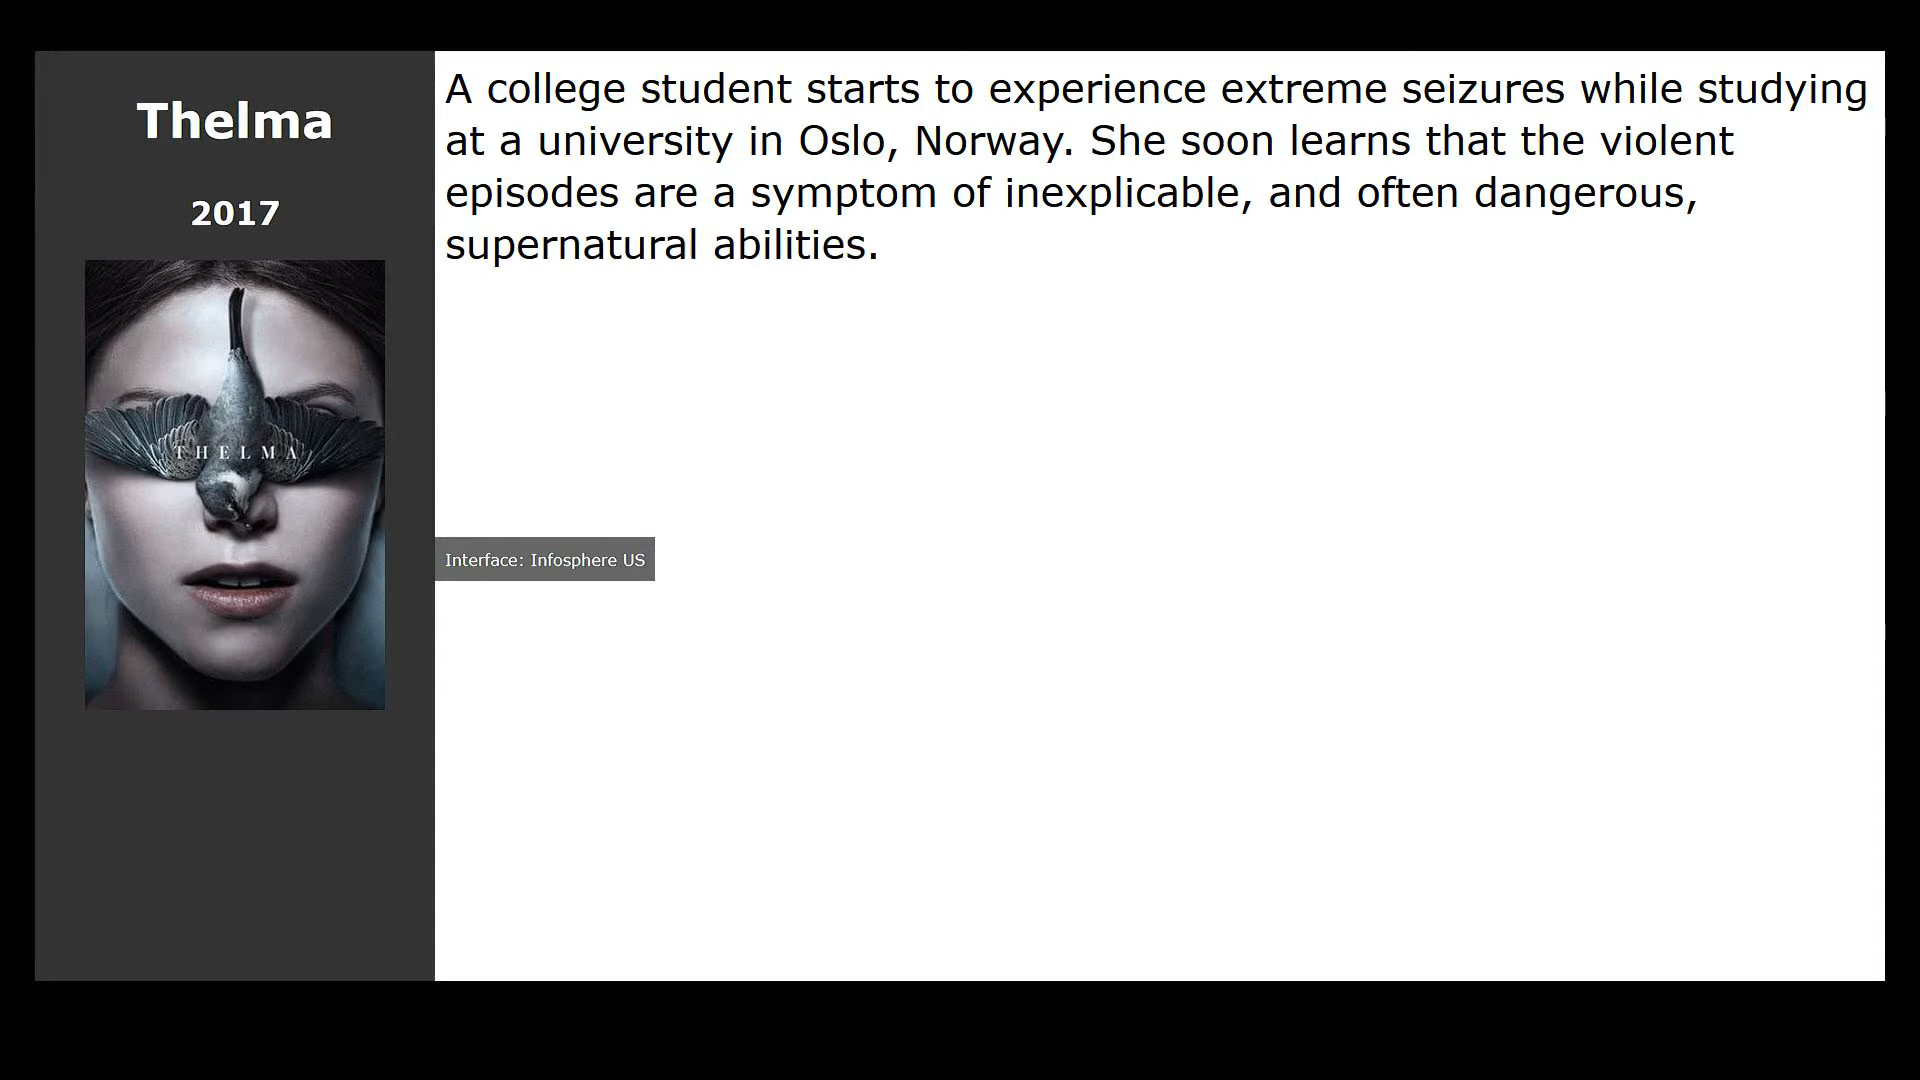 Thelma
2017
THELMA
A college student starts to experience extreme seizures while studying
at a university in Oslo, Norway. She soon learns that the violent
episodes are a symptom of inexplicable, and often dangerous,
supernatural abilities.
Interface: Infosphere US